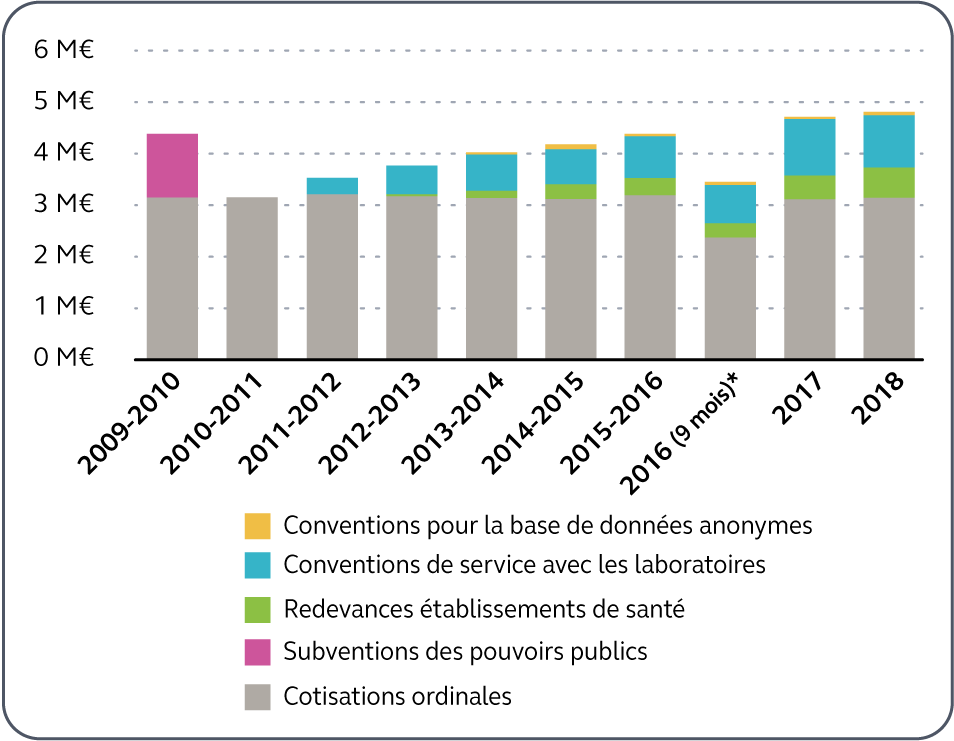 6 M€
5 M€
4 M€
3 M€
2 M€
1 M€
0 M€
2009-2010
2010-2011
2011-2012
2012-2013
2013-2014
2014-2015
2015-2016
2016 (9 mois)*
2017
2018
Conventions pour la base de données anonymes
Conventions de service avec les laboratoires
Redevances établissements de santé
Subventions des pouvoirs publics
Cotisations ordinales